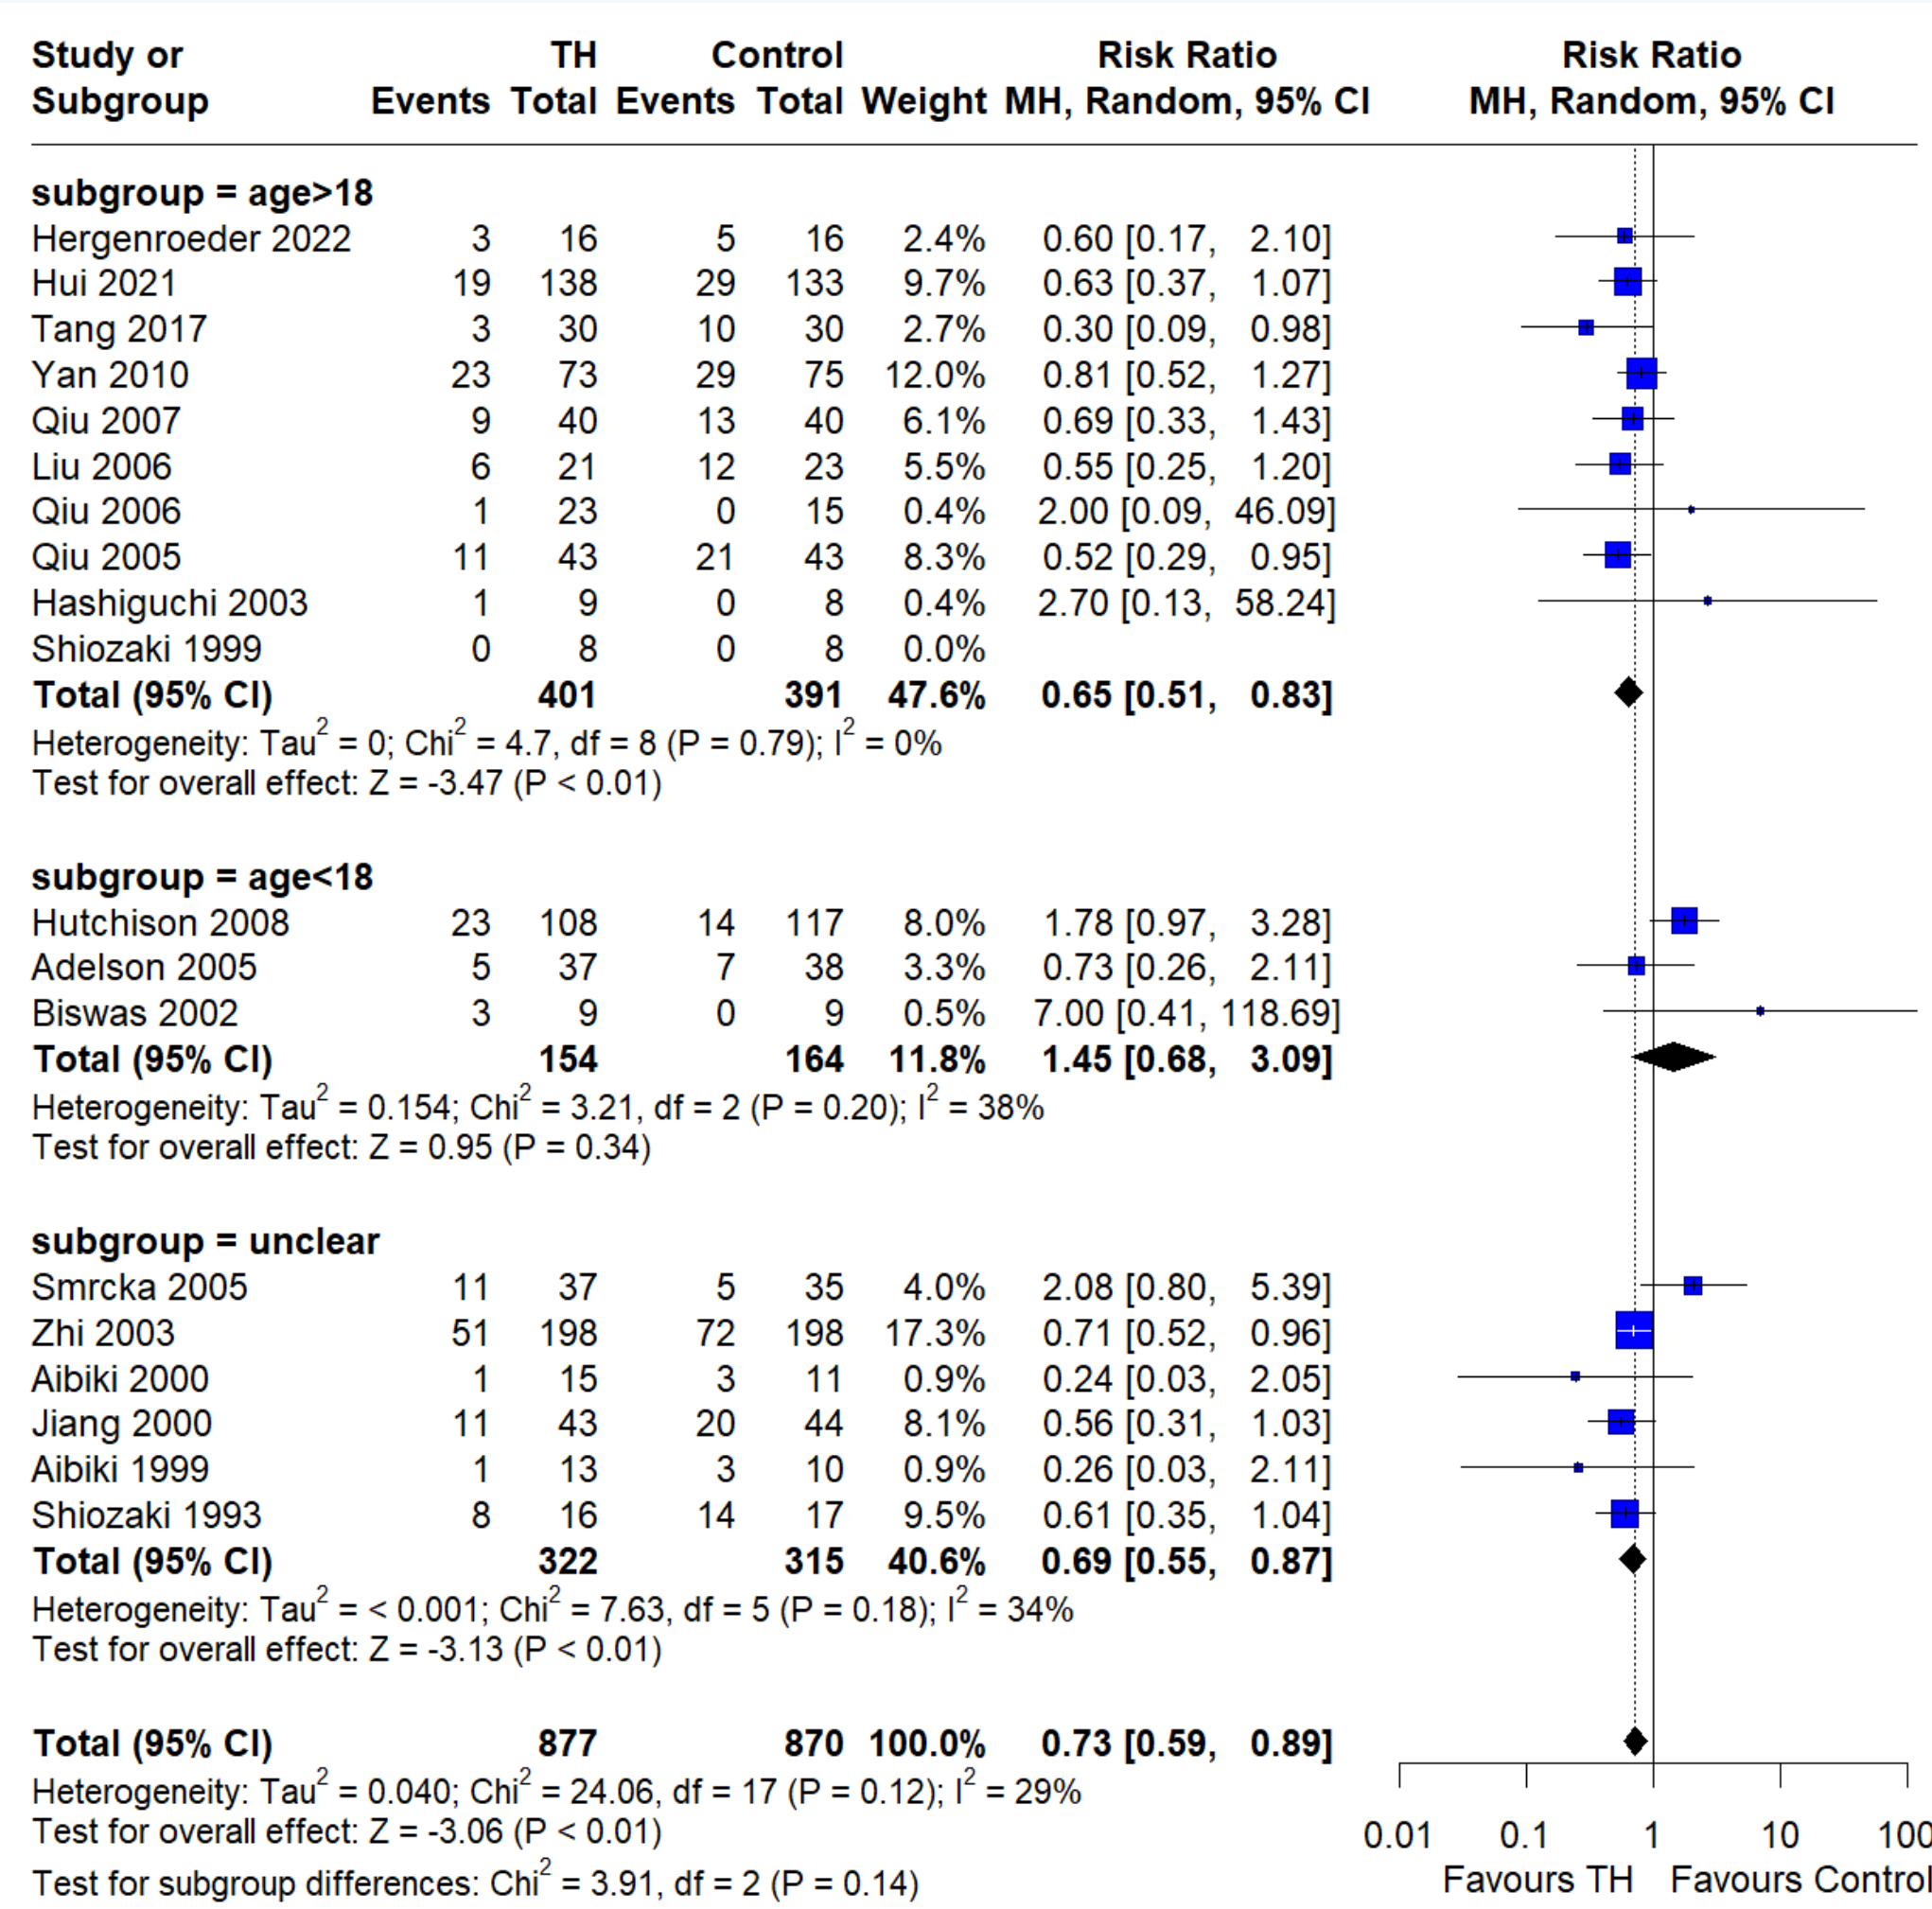 Study or TH Control Risk Ratio Risk Ratio
Subgroup Events Total Events Total Weight MH, Random, 95% CI MH, Random, 95% CI
subgroup = age>18
Hergenroeder 2022 3 16 5 16 2.4% 0.60 [0.17, 2.10]
Hui 2021 19 138 29 133 9.7% 0.63 [0.37, 1.07]
Tang 2017 3 30 10 30 2.7% 0.30 [0.09, 0.98]
Yan 2010 23 73 29 75 12.0% 0.81 [0.52, 1.27]
Qiu 2007 9 40 13 40 6.1% 0.69 [0.33, 1.43]
Liu 2006 6 21 12 23 5.5% 0.55 [0.25, 1.20]
Qiu 2006 1 23 0 15 0.4% 2.00 [0.09, 46.09]
Qiu 2005 11 43 21 43 8.3% 0.52 [0.29, 0.95]
Hashiguchi 2003 1 9 0 8 0.4% 2.70 [0.13, 58.24]
Shiozaki 1999 0 8 0 8 0.0%
Total (95% CI) 401 391 47.6% 0.65 [0.51, 0.83]
Heterogeneity: Tau² = 0; Chi² = 4.7, df = 8 (P = 0.79); I² = 0%
Test for overall effect: Z = -3.47 (P < 0.01)
subgroup = age<18
Hutchison 2008 23 108 14 117 8.0% 1.78 [0.97, 3.28]
Adelson 2005 5 37 7 38 3.3% 0.73 [0.26, 2.11]
Biswas 2002 3 9 0 9 0.5% 7.00 [0.41, 118.69]
Total (95% CI) 154 164 11.8% 1.45 [0.68, 3.09]
Heterogeneity: Tau² = 0.154; Chi² = 3.21, df = 2 (P = 0.20); I² = 38%
Test for overall effect: Z = 0.95 (P = 0.34)
subgroup = unclear
Smrcka 2005 11 37 5 35 4.0% 2.08 [0.80, 5.39]
Zhi 2003 51 198 72 198 17.3% 0.71 [0.52, 0.96]
Aibiki 2000 1 15 3 11 0.9% 0.24 [0.03, 2.05]
Jiang 2000 11 43 20 44 8.1% 0.56 [0.31, 1.03]
Aibiki 1999 1 13 3 10 0.9% 0.26 [0.03, 2.11]
Shiozaki 1993 8 16 14 17 9.5% 0.61 [0.35, 1.04]
Total (95% CI) 322 315 40.6% 0.69 [0.55, 0.87]
Heterogeneity: Tau² = < 0.001; Chi² = 7.63, df = 5 (P = 0.18); I² = 34%
Test for overall effect: Z = -3.13 (P < 0.01)
Total (95% CI) 877 870 100.0% 0.73 [0.59, 0.89]
Heterogeneity: Tau² = 0.040; Chi² = 24.06, df = 17 (P = 0.12); I² = 29%
Test for overall effect: Z = -3.06 (P < 0.01)
0.01 0.1 1 10 100
Test for subgroup differences: Chi² = 3.91, df = 2 (P = 0.14)
Favours TH Favours Control